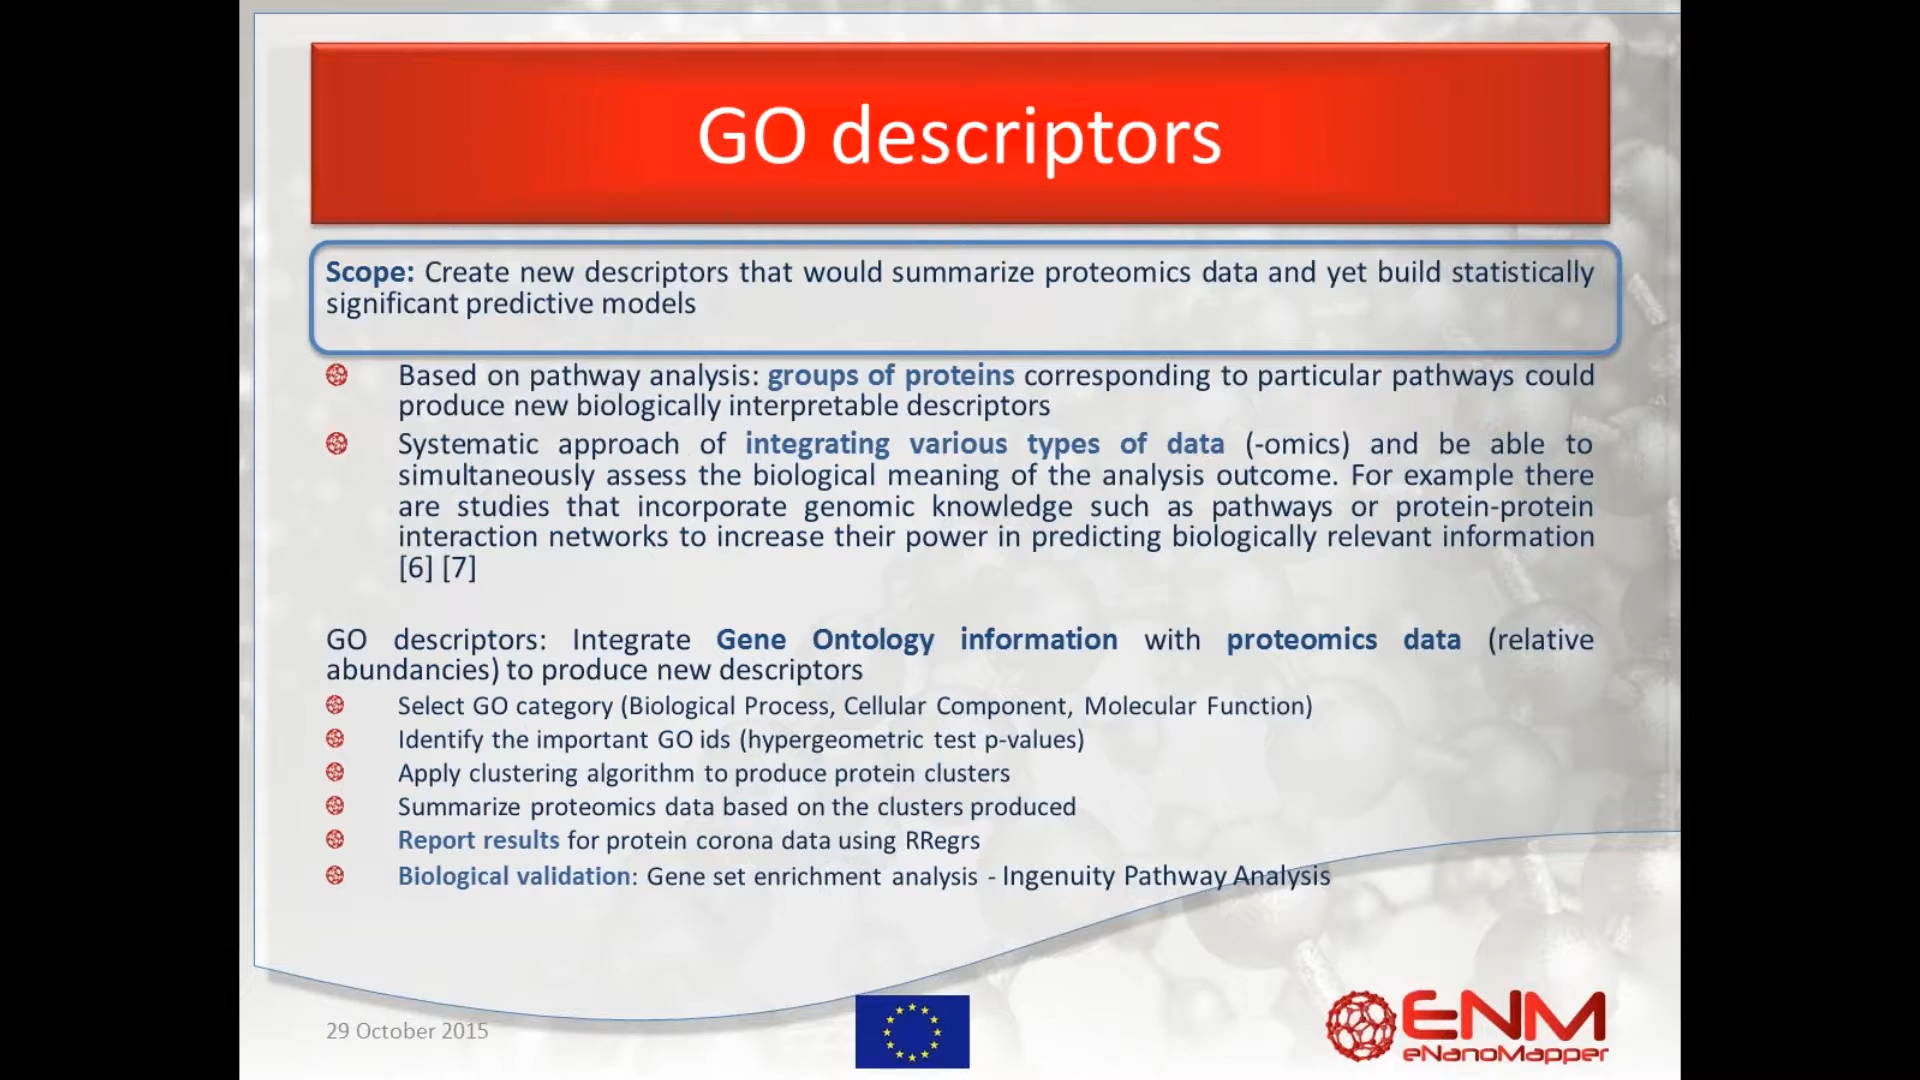 GO descriptors
Scope: Create new descriptors that would summarize proteomics data and yet build statistically
significant predictive models
Based on pathway analysis: groups of proteins corresponding to particular pathways could
produce new biologically interpretable descriptors
Systematic approach of integrating various types of data (-omics) and be able to
simultaneously assess the biological meaning of the analysis outcome. For example there
are studies that incorporate genomic knowledge such as pathways or protein-protein
interaction networks to increase their power in predicting biologically relevant information
[6] [7]
GO descriptors: Integrate Gene Ontology information with proteomics data (relative
abundancies) to produce new descriptors
Select GO category (Biological Process, Cellular Component, Molecular Function)
Identify the important GO ids (hypergeometric test p-values)
Apply clustering algorithm to produce protein clusters
Summarize proteomics data based on the clusters produced
Report results for protein corona data using RRegrs
Biological validation: Gene set enrichment analysis - Ingenuity Pathway Analysis
29 October 2015
ENM
eNanoMapper